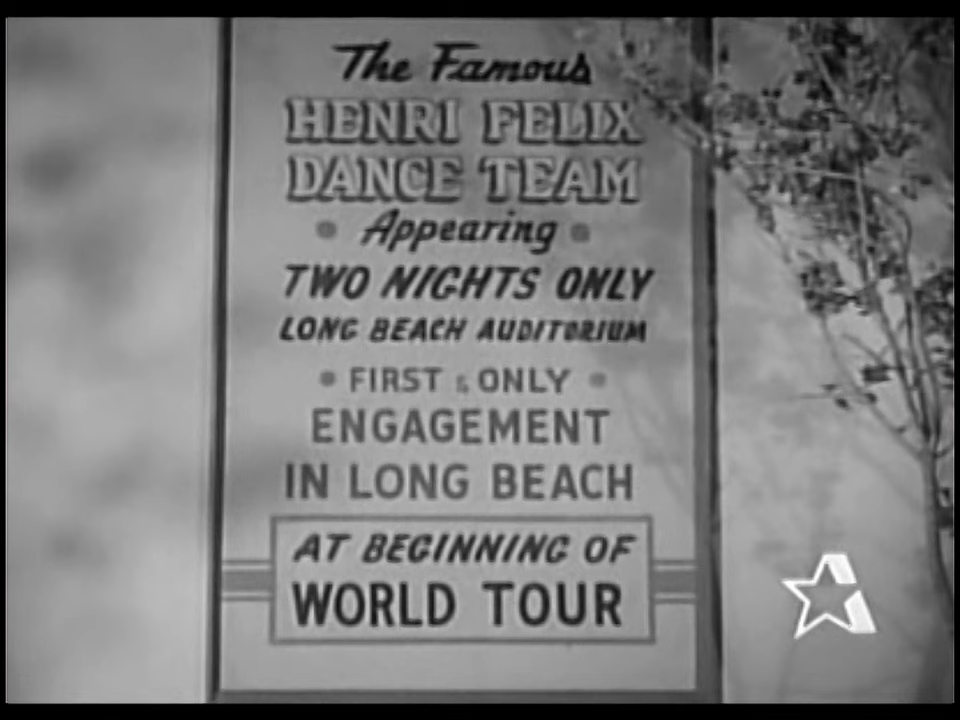 The Famous
HENRI FELIX
DANCE TEAM
• Appearing •
TWO NIGHTS ONLY
LONG BEACH AUDITORIUM
• FIRST & ONLY •
ENGAGEMENT
IN LONG BEACH
AT BEGINNING OF
WORLD TOUR